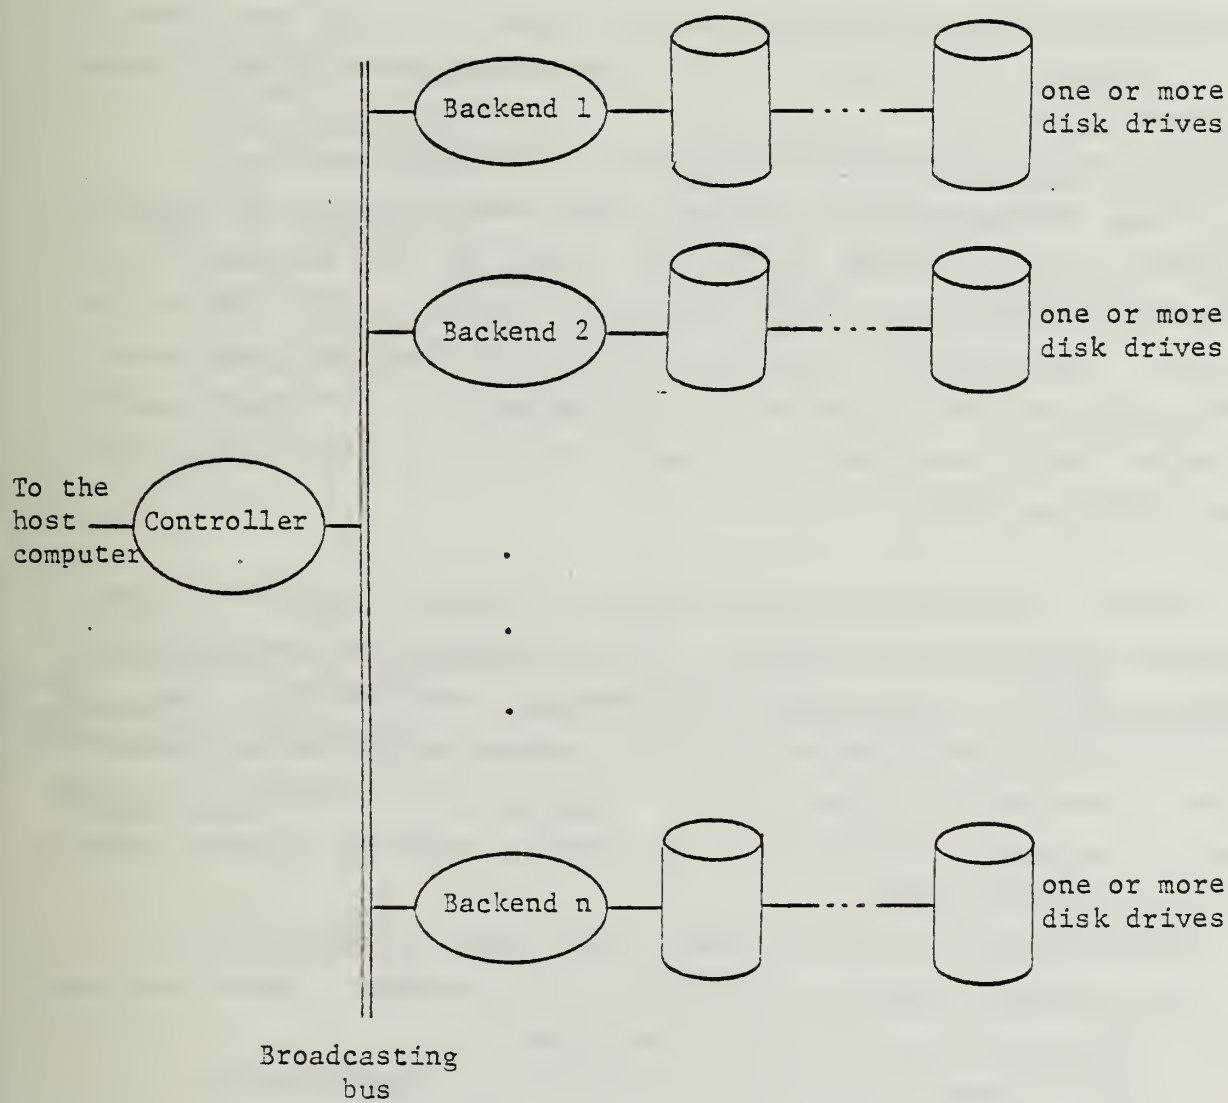 Backend 1
one or more
disk drives
Backend 2
one or more
disk drives
To the
host
computer
Controller
Backend n
one or more
disk drives
Broadcasting
bus